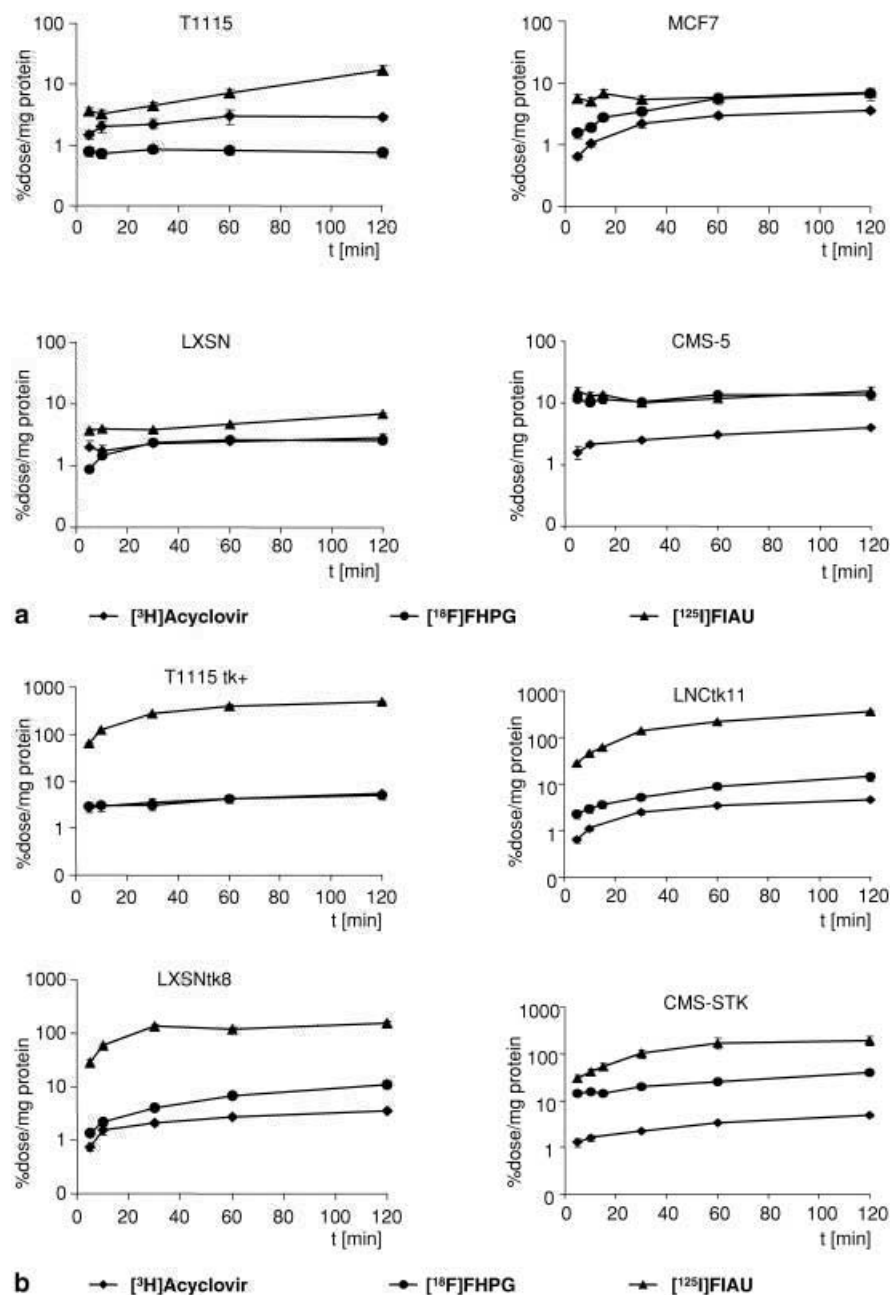 T1115
%dose/mg protein
100
10
1
0
0 20 40 60 80 100 120
t [min]
MCF7
%dose/mg protein
100
10
1
0
0 20 40 60 80 100 120
t [min]
LXSN
%dose/mg protein
100
10
1
0
0 20 40 60 80 100 120
t [min]
CMS-5
%dose/mg protein
100
10
1
0
0 20 40 60 80 100 120
t [min]
a [³H]Acyclovir [¹⁸F]FHPG [¹²⁵I]FIAU
T1115 tk+
%dose/mg protein
1000
100
10
1
0
0 20 40 60 80 100 120
t [min]
LNCtk11
%dose/mg protein
1000
100
10
1
0
0 20 40 60 80 100 120
t [min]
LXSNtk8
%dose/mg protein
1000
100
10
1
0
0 20 40 60 80 100 120
t [min]
CMS-STK
%dose/mg protein
1000
100
10
1
0
0 20 40 60 80 100 120
t [min]
b [³H]Acyclovir [¹⁸F]FHPG [¹²⁵I]FIAU